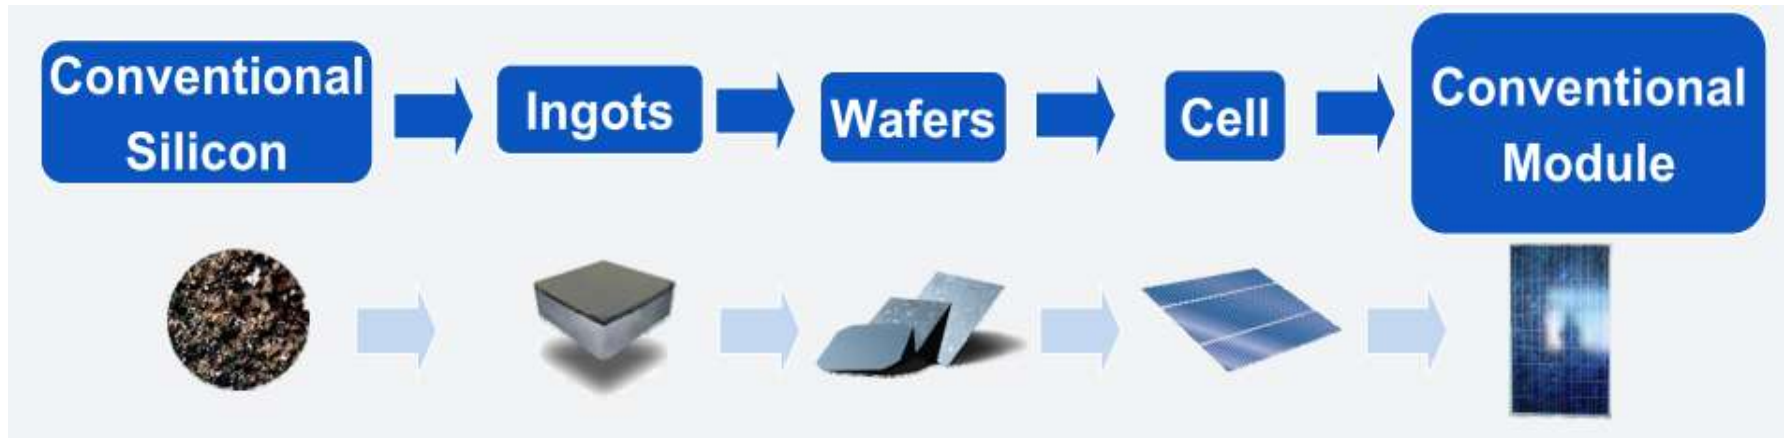 Conventional
Silicon
Ingots
Wafers
Cell
Conventional
Module